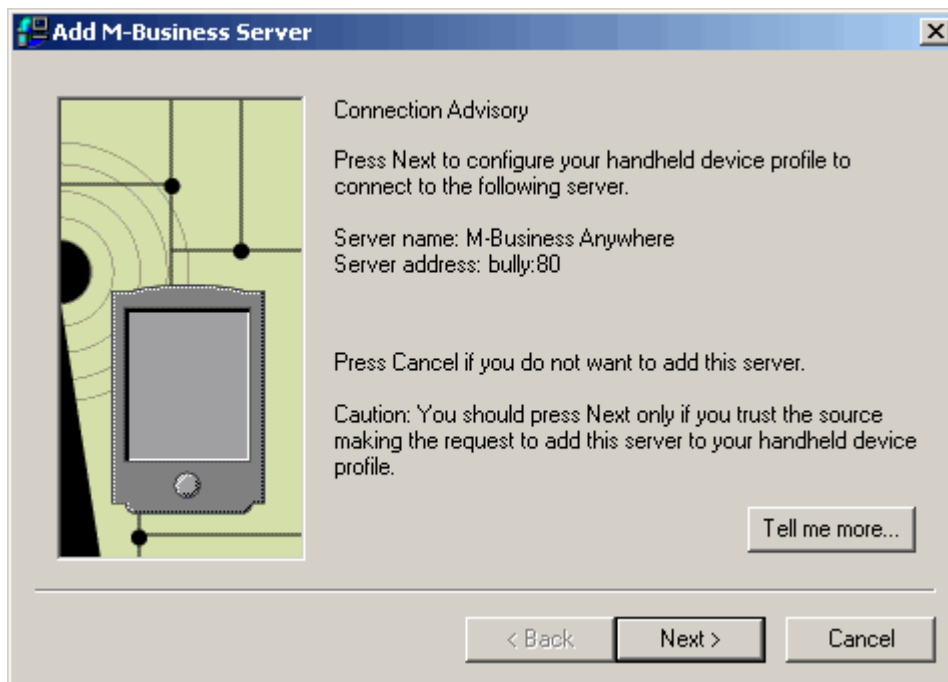 Add M-Business Server
Connection Advisory
Press Next to configure your handheld device profile to
connect to the following server.
Server name: M-Business Anywhere
Server address: bully:80
Press Cancel if you do not want to add this server.
Caution: You should press Next only if you trust the source
making the request to add this server to your handheld device
profile.
Tell me more...
< Back
Next >
Cancel